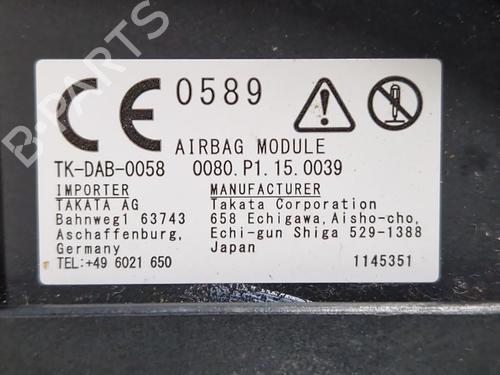 B-PARTS
CE 0589
AIRBAG MODULE
TK-DAB-0058 0080.P1.15.0039
IMPORTER
TAKATA AG
Bahnweg1 63743
Aschaffenburg,
Germany
TEL:+49 6021 650
MANUFACTURER
Takata Corporation
658 Echigawa,Aisho-cho,
Echi-gun Shiga 529-1388
Japan
1145351